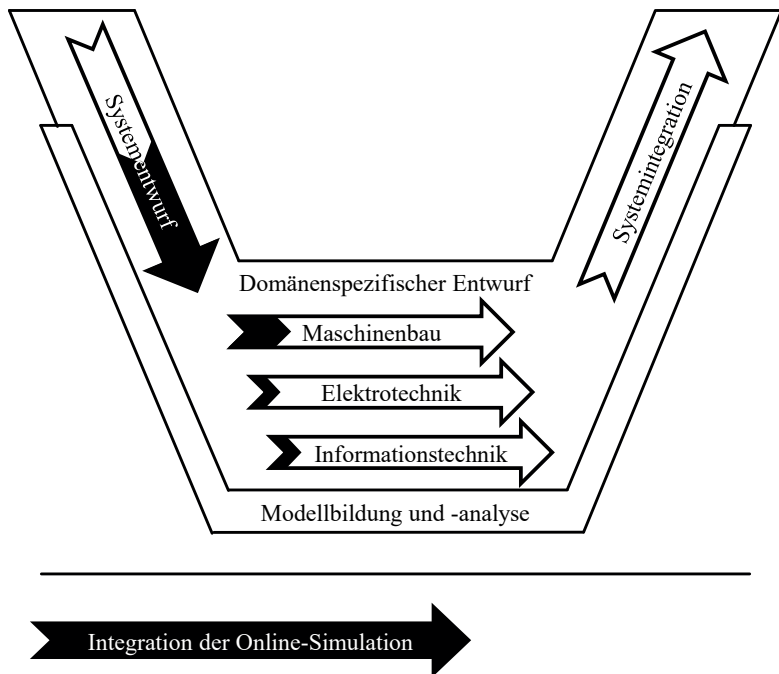 Systementwurf
Systemintegration
Domänenspezifischer Entwurf
Maschinenbau
Elektrotechnik
Informationstechnik
Modellbildung und -analyse
Integration der Online-Simulation